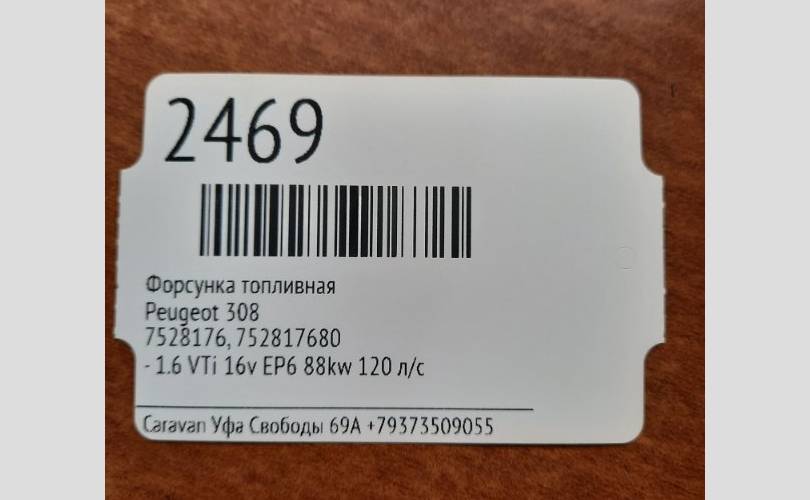 2469
Форсунка топливная
Peugeot 308
7528176, 752817680
- 1.6 VTi 16v EP6 88kw 120 л/с
Caravan Уфа Свободы 69А +79373509055